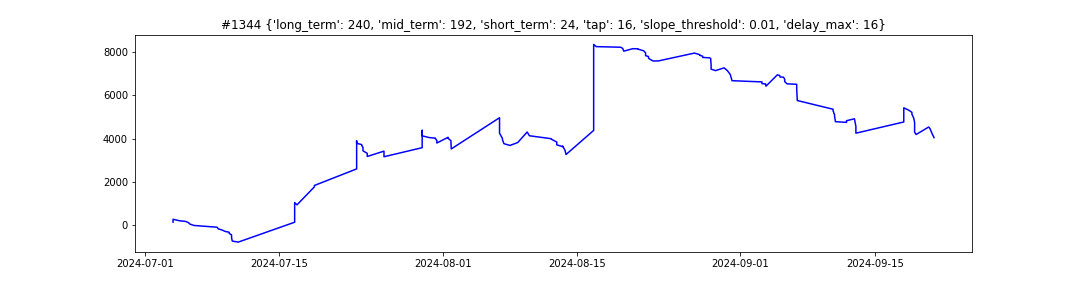 #1344 {'long_term': 240, 'mid_term': 192, 'short_term': 24, 'tap': 16, 'slope_threshold': 0.01, 'delay_max': 16}
8000
6000
4000
2000
0
2024-07-01 2024-07-15 2024-08-01 2024-08-15 2024-09-01 2024-09-15